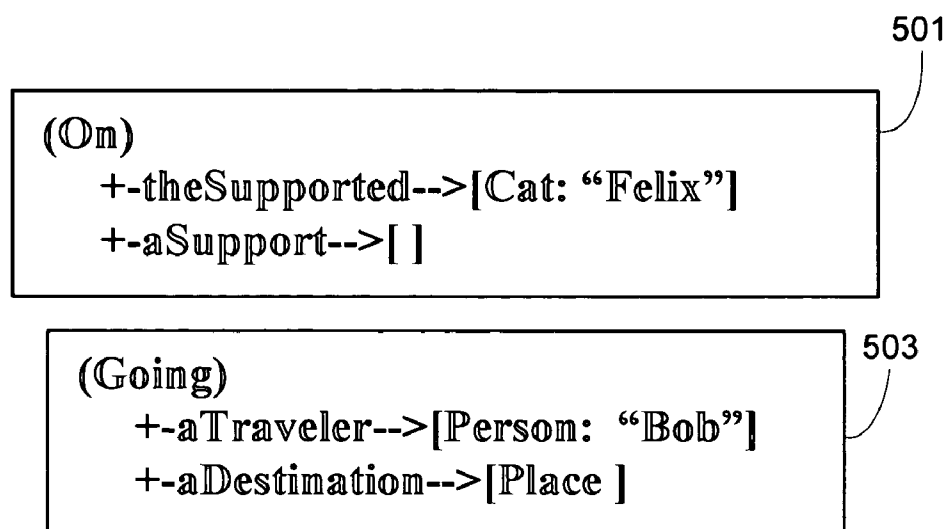 501
(On)
+-theSupported-->[Cat: “Felix”]
+-aSupport-->[ ]
503
(Going)
+-aTraveler-->[Person: “Bob”]
+-aDestination-->[Place ]